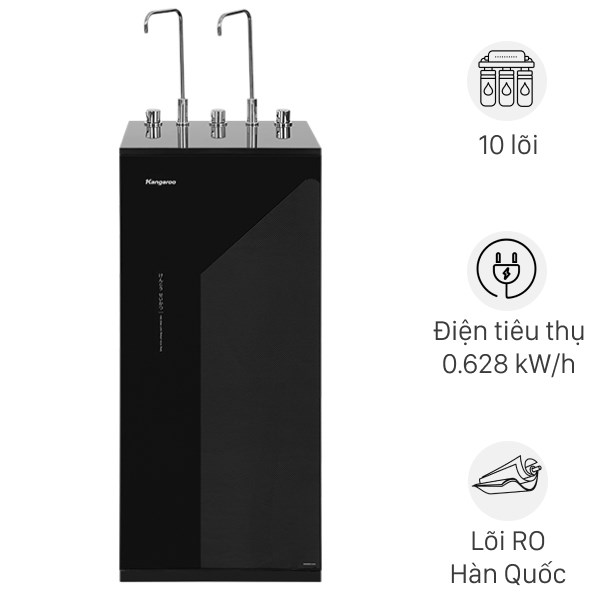 Kangaroo
10 lõi
Điện tiêu thụ
0.628 kW/h
Lõi RO
Hàn Quốc